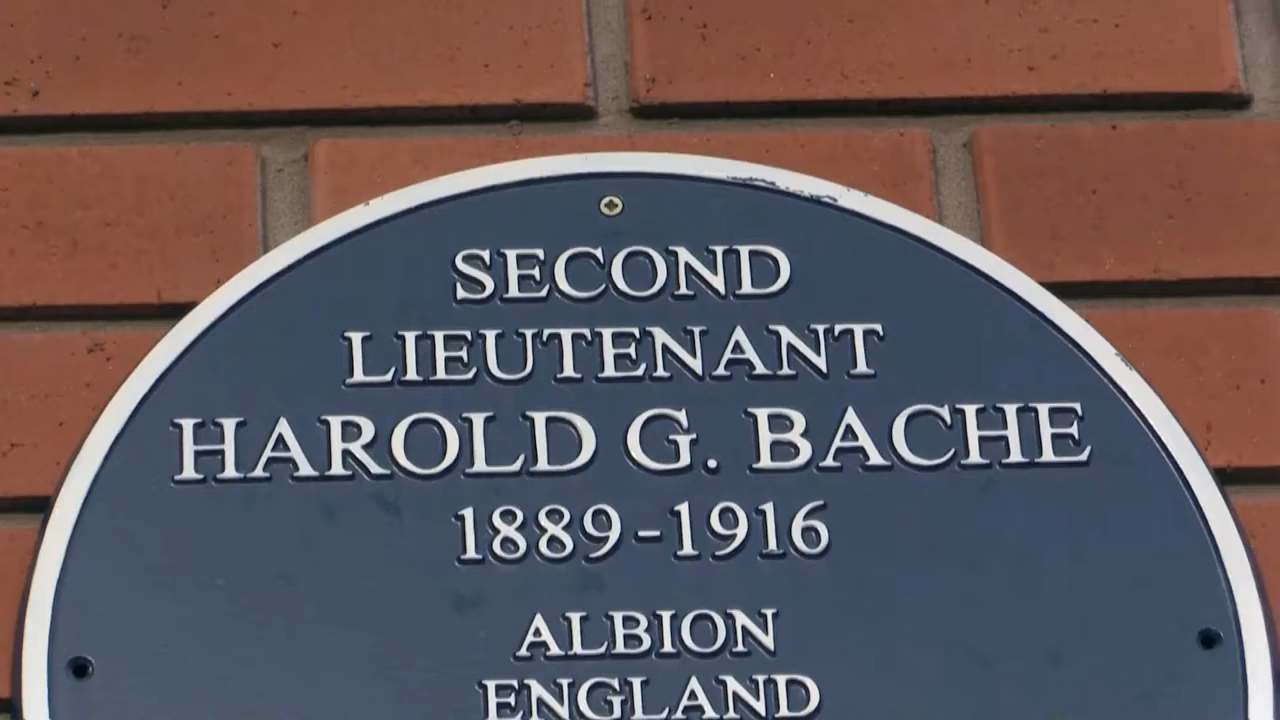 SECOND
LIEUTENANT
HAROLD G. BACHE
1889-1916
ALBION
ENGLAND